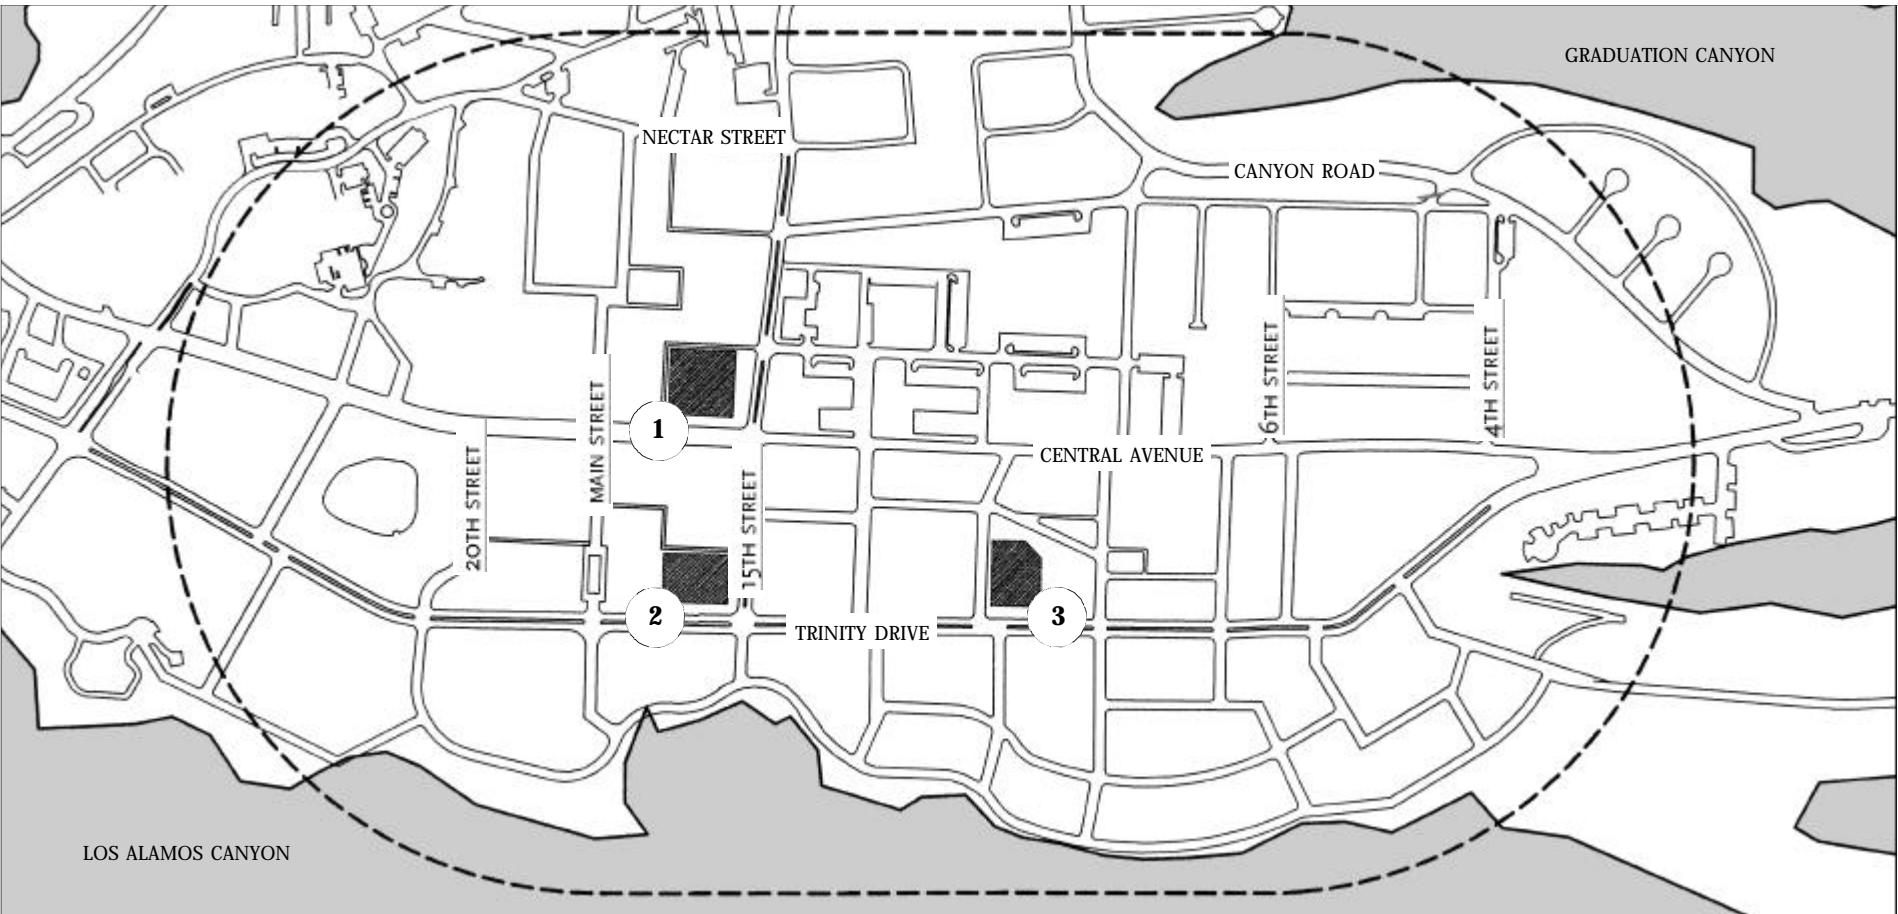 GRADUATION CANYON
NECTAR STREET
CANYON ROAD
6TH STREET
4TH STREET
MAIN STREET
1
20TH STREET
15TH STREET
CENTRAL AVENUE
2
3
TRINITY DRIVE
LOS ALAMOS CANYON